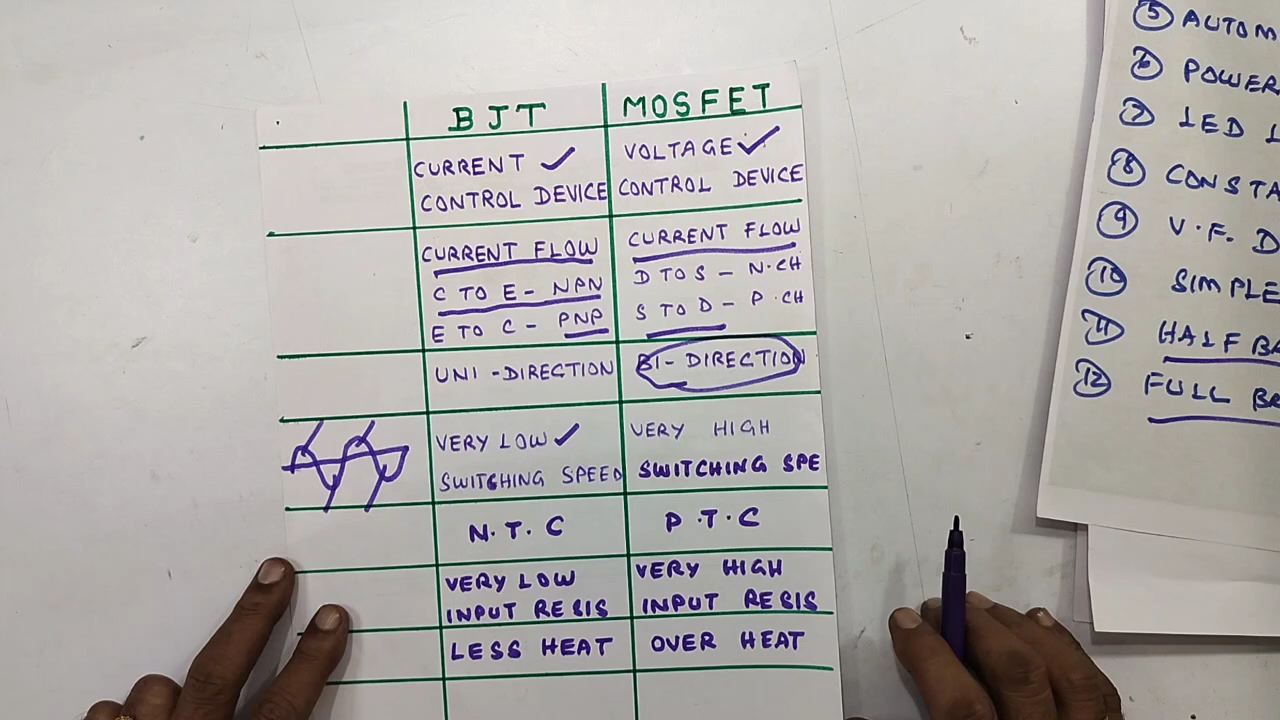 BJT MOSFET
CURRENT ✓ VOLTAGE ✓
CONTROL DEVICE CONTROL DEVICE
CURRENT FLOW CURRENT FLOW
C TO E - NPN D TO S - N.CH
E TO C - PNP S TO D - P.CH
UNI - DIRECTION BI - DIRECTION
VERY LOW ✓ VERY HIGH
SWITCHING SPEED SWITCHING SPE
N.T.C P.T.C
VERY LOW VERY HIGH
INPUT RESIS INPUT RESIS
LESS HEAT OVER HEAT
5 AUTOM
6 POWER
7 LED L
8 CONSTA
9 V.F. D
10 SIMPLE
11 HALF B
12 FULL BR